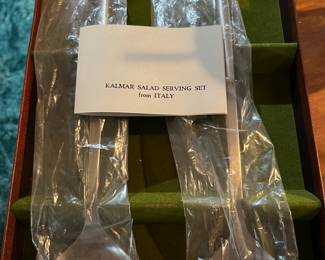 KALMAR SALAD SERVING SET
from ITALY